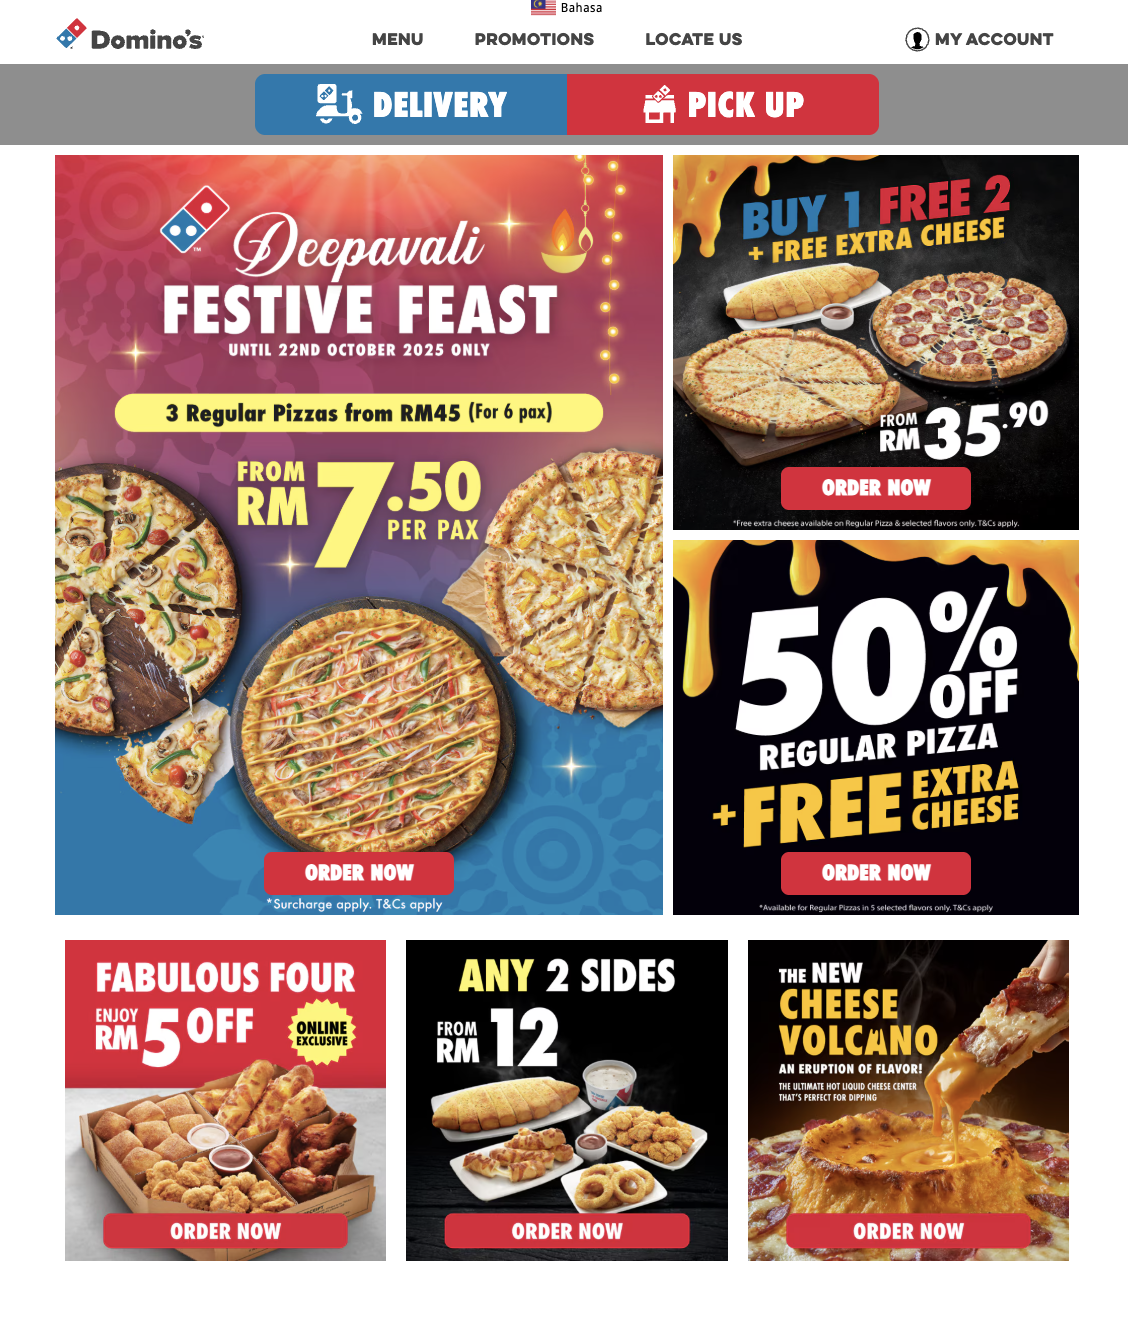 Bahasa
Domino's
MENU
PROMOTIONS
LOCATE US
MY ACCOUNT
DELIVERY
PICK UP
Deepavali
FESTIVE FEAST
UNTIL 22ND OCTOBER 2025 ONLY
3 Regular Pizzas from RM45 (For 6 pax)
FROM
RM 7.50
PER PAX
ORDER NOW
*Surcharge apply. T&Cs apply
BUY 1 FREE 2
+ FREE EXTRA CHEESE
FROM
RM 35.90
ORDER NOW
*Free extra cheese available on Regular Pizza & selected flavors only. T&Cs apply.
50% OFF
REGULAR PIZZA
+FREE EXTRA
CHEESE
ORDER NOW
*Available for Regular Pizzas in 5 selected flavors only. T&Cs apply
FABULOUS FOUR
ENJOY
RM 5 OFF
ONLINE
EXCLUSIVE
ORDER NOW
ANY 2 SIDES
FROM
RM 12
ORDER NOW
THE NEW
CHEESE
VOLCANO
AN ERUPTION OF FLAVOR!
THE ULTIMATE HOT LIQUID CHEESE CENTER
THAT'S PERFECT FOR DIPPING
ORDER NOW